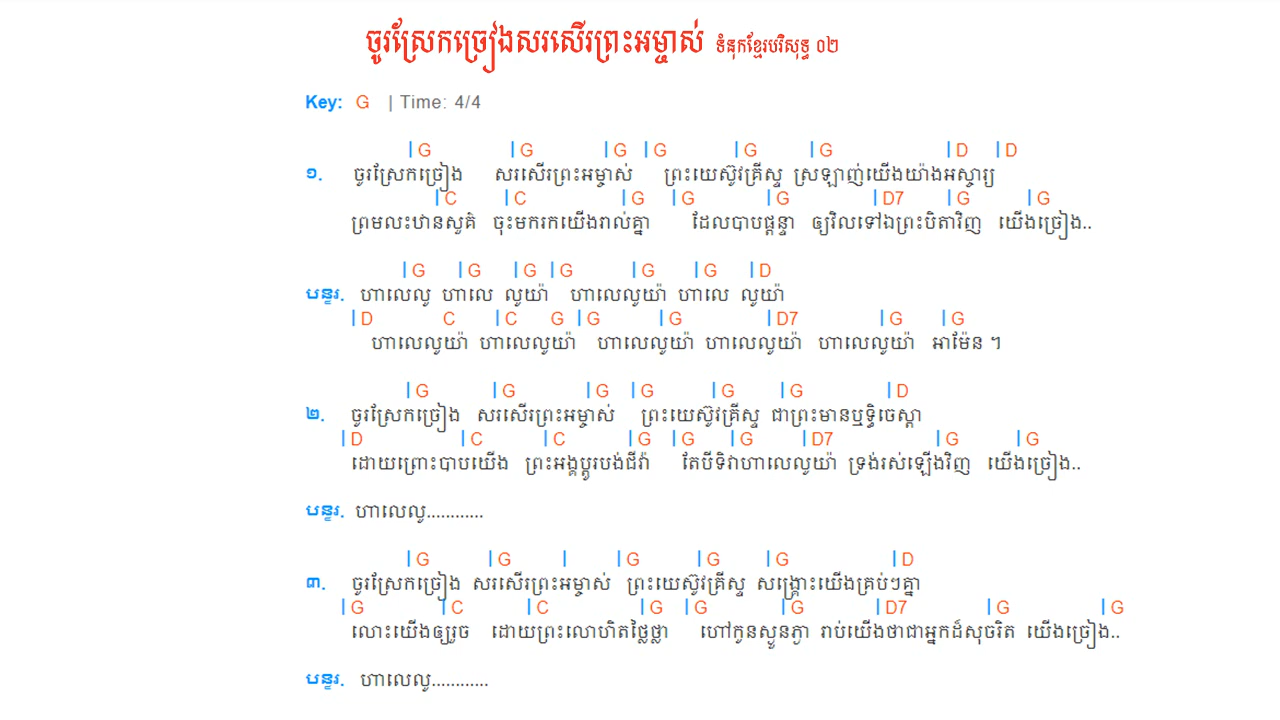 ចូរស្រែកច្រៀងសរសើរព្រះអម្ចាស់ ទំនុកខ្មែរបរិសុទ្ធ ០២
Key: G | Time: 4/4
|G |G |G |G |G |G |D |D
១. ចូរស្រែកច្រៀង សរសើរព្រះអម្ចាស់ ព្រះយេស៊ូវគ្រីស្ទ ស្រឡាញ់យើងយ៉ាងអស្ចារ្យ
|C |C |G |G |G |D7 |G |G
ព្រមលះឋានសួគ៌ ចុះមករកយើងរាល់គ្នា ដែលបាបផ្តន្ទា ឲ្យវិលទៅឯព្រះបិតាវិញ យើងច្រៀង..
|G |G |G |G |G |G |D
បន្ទរ. ហាលេលូ ហាលេ លូយ៉ា ហាលេលូយ៉ា ហាលេ លូយ៉ា
|D C |C G |G |G |D7 |G |G
ហាលេលូយ៉ា ហាលេលូយ៉ា ហាលេលូយ៉ា ហាលេលូយ៉ា ហាលេលូយ៉ា អាម៉ែន ។
|G |G |G |G |G |G |D
២. ចូរស្រែកច្រៀង សរសើរព្រះអម្ចាស់ ព្រះយេស៊ូវគ្រីស្ទ ជាព្រះមានឬទ្ធិចេស្តា
|D |C |C |G |G |G |D7 |G |G
ដោយព្រោះបាបយើង ព្រះអង្គប្តូរបង់ជីវ៉ា តែបីទិវាហាលេលូយ៉ា ទ្រង់រស់ឡើងវិញ យើងច្រៀង..
បន្ទរ. ហាលេលូ............
|G |G | |G |G |G |D
៣. ចូរស្រែកច្រៀង សរសើរព្រះអម្ចាស់ ព្រះយេស៊ូវគ្រីស្ទ សង្គ្រោះយើងគ្រប់ៗគ្នា
|G |C |C |G |G |G |D7 |G |G
លោះយើងឲ្យរួច ដោយព្រះលោហិតថ្លៃថ្លា ហៅកូនស្ងួនភ្ងា រាប់យើងថាជាអ្នកដ៏សុចរិត យើងច្រៀង..
បន្ទរ. ហាលេលូ............